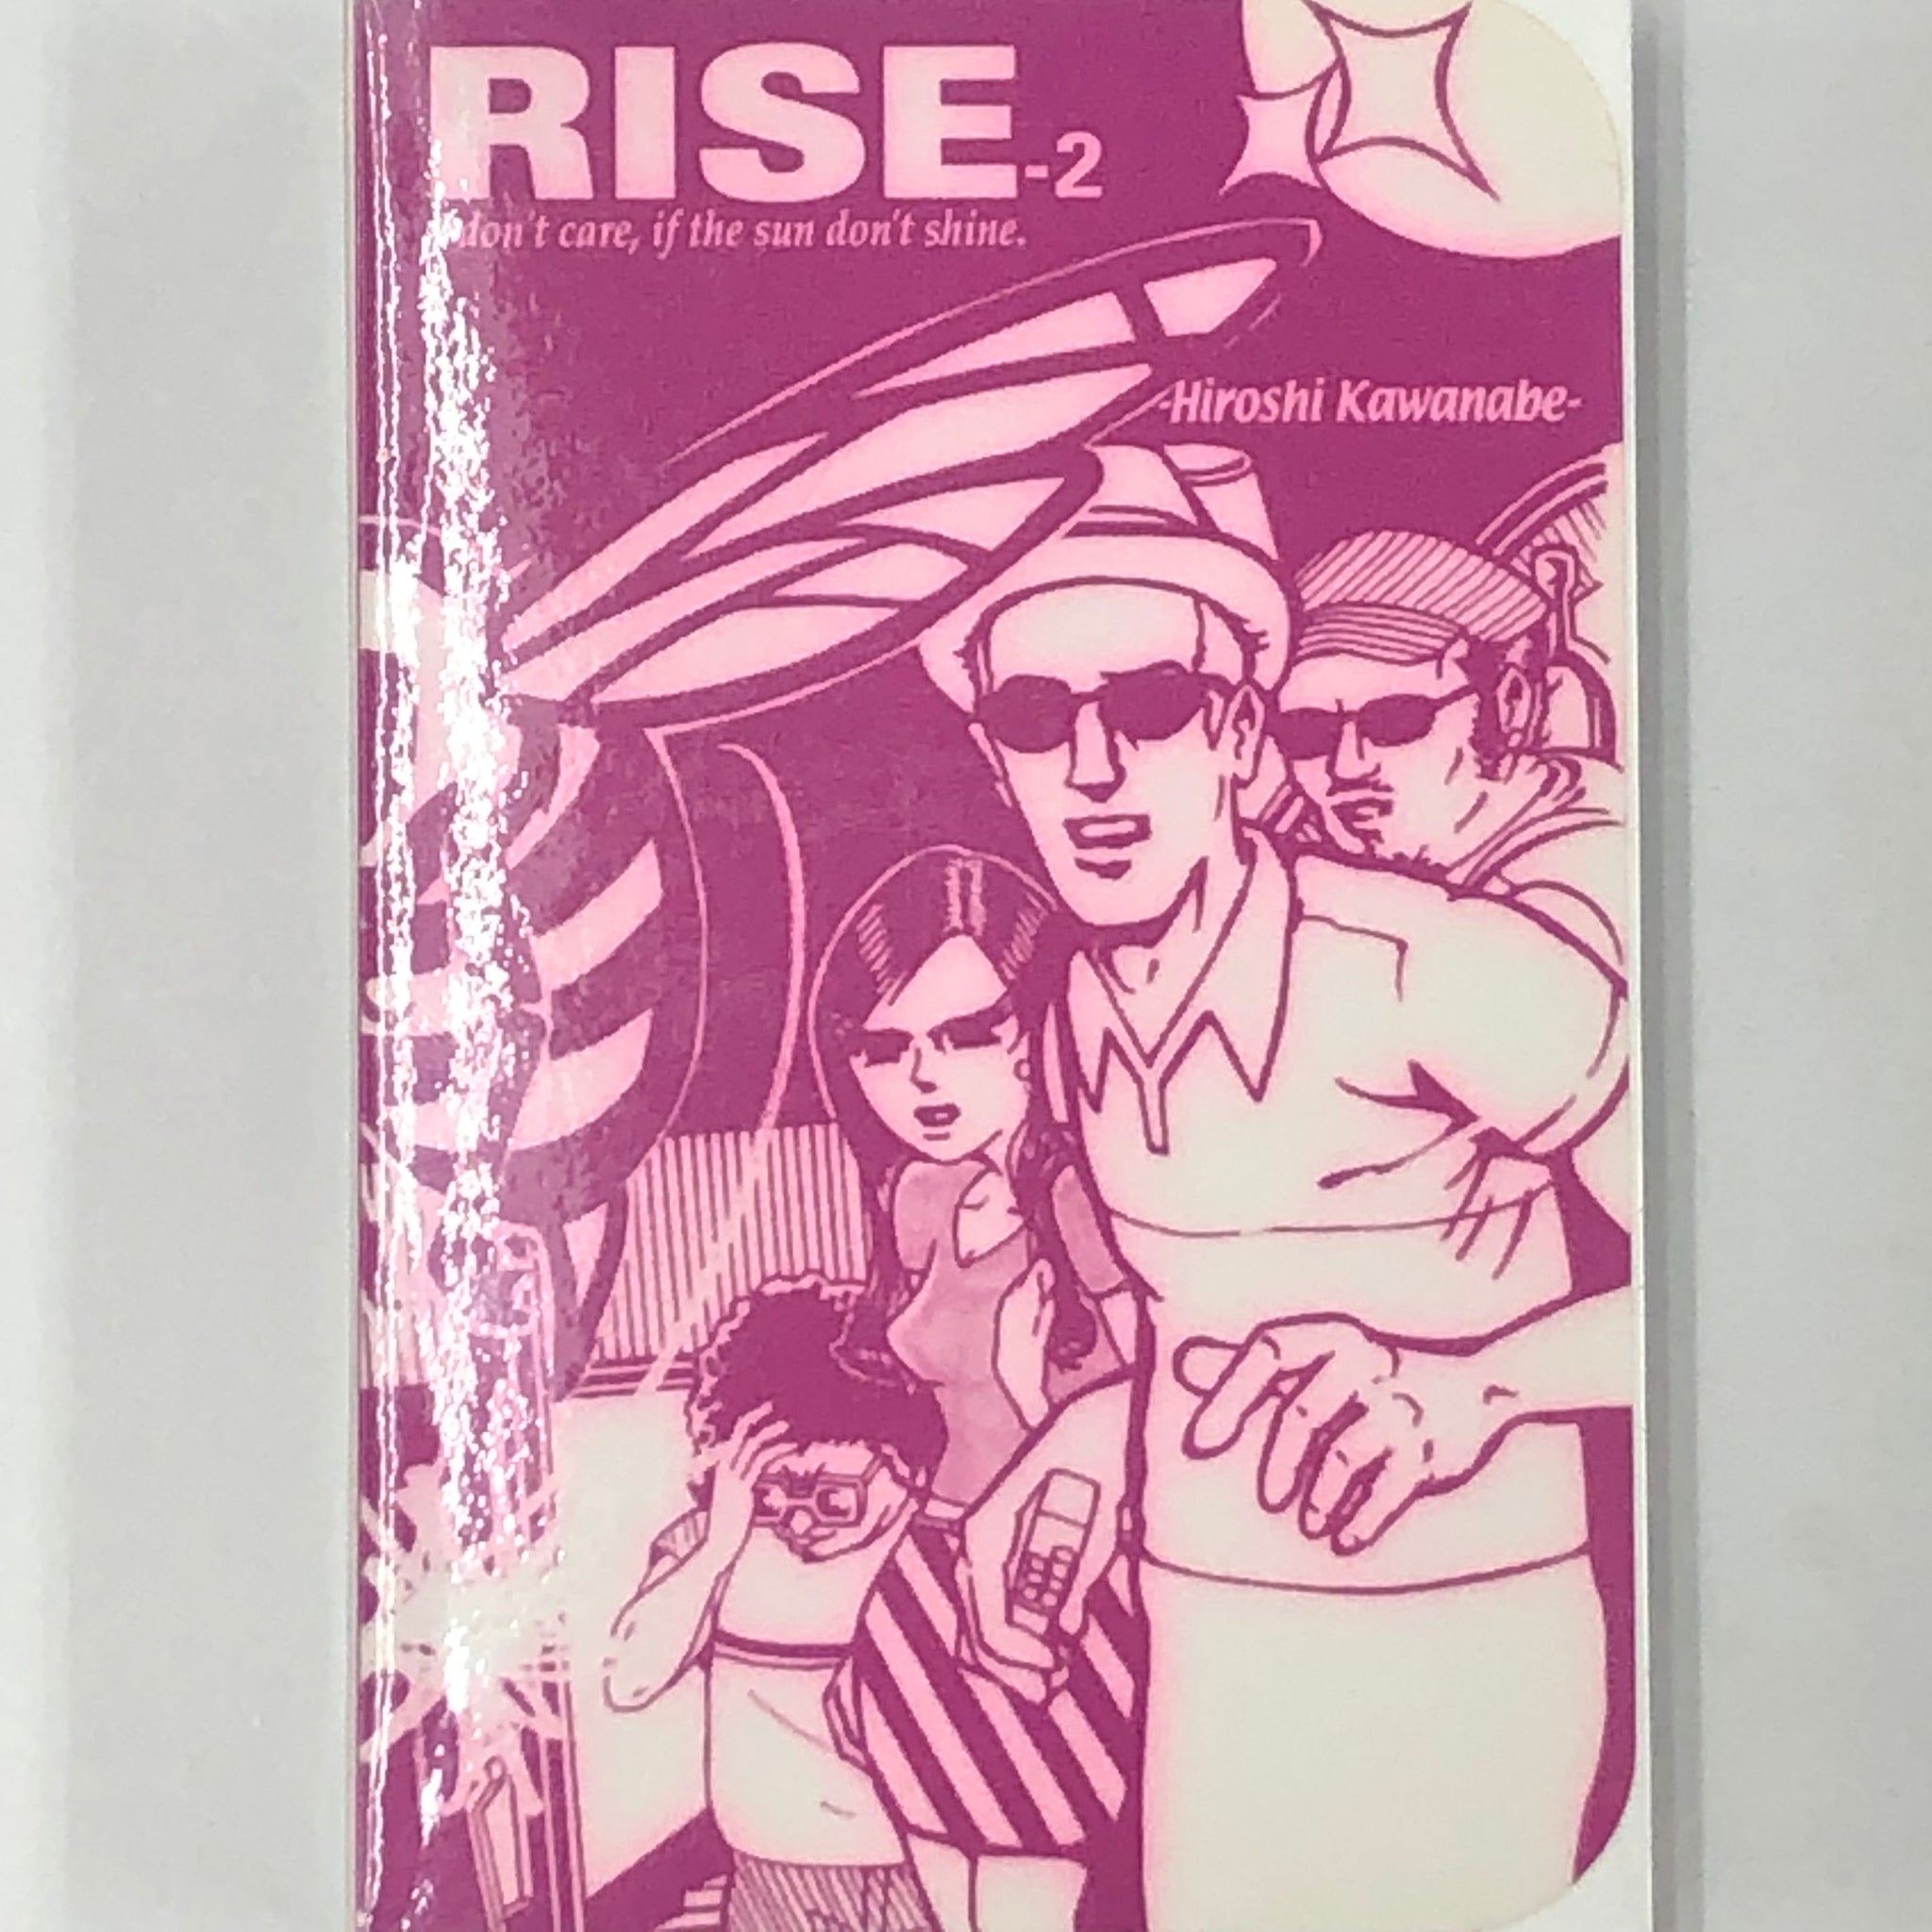 RISE-2
don't care, if the sun don't shine.
-Hiroshi Kawanabe-